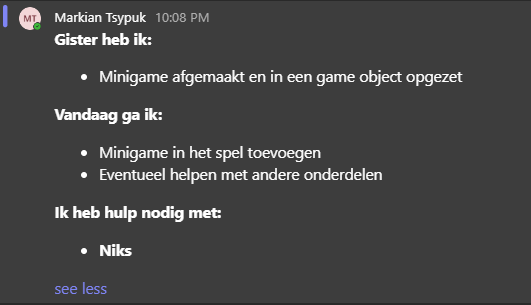 MT
Markian Tsypuk 10:08 PM
Gister heb ik:
• Minigame afgemaakt en in een game object opgezet
Vandaag ga ik:
• Minigame in het spel toevoegen
• Eventueel helpen met andere onderdelen
Ik heb hulp nodig met:
• Niks
see less